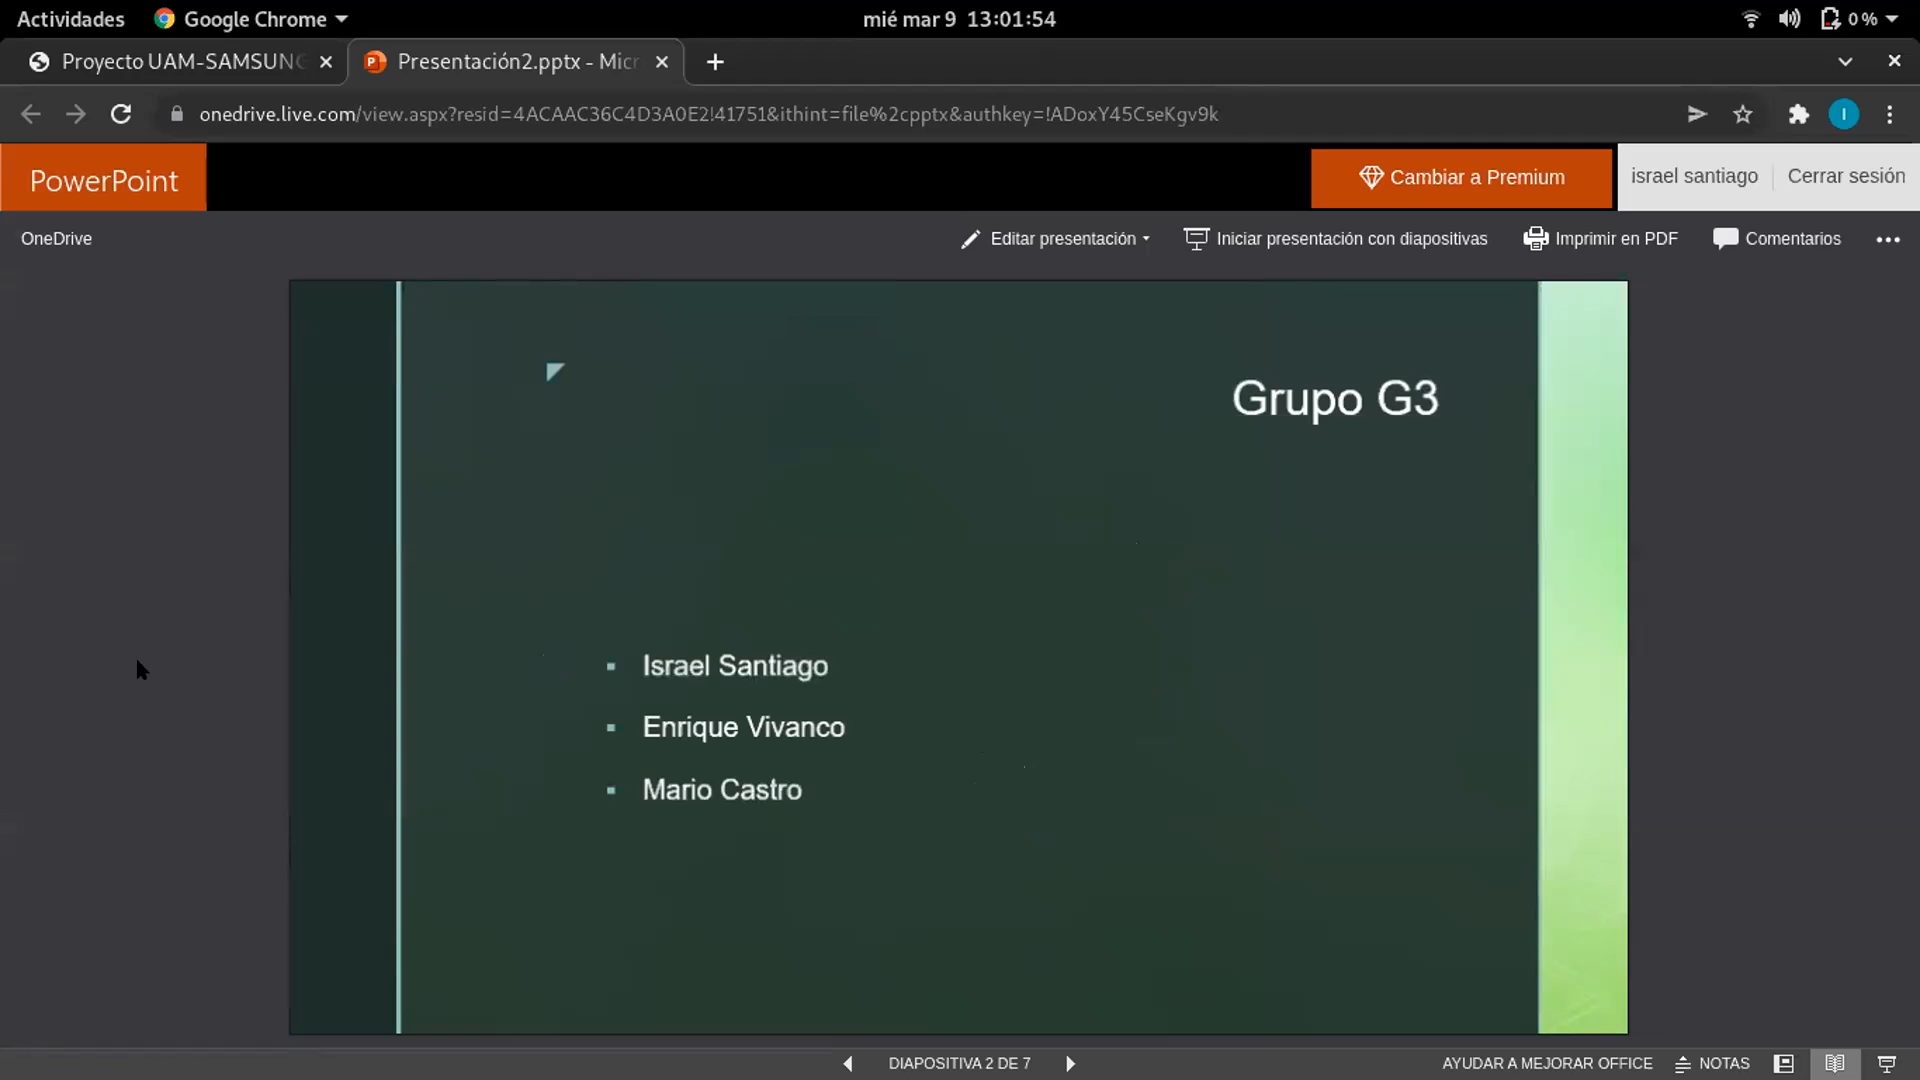 Actividades Google Chrome mié mar 9 13:01:54 0 %
Proyecto UAM-SAMSUNG Presentación2.pptx - Micr
onedrive.live.com/view.aspx?resid=4ACAAC36C4D3A0E2!41751&ithint=file%2cpptx&authkey=!ADoxY45CseKgv9k I
PowerPoint Cambiar a Premium israel santiago Cerrar sesión
OneDrive Editar presentación Iniciar presentación con diapositivas Imprimir en PDF Comentarios
Grupo G3
Israel Santiago
Enrique Vivanco
Mario Castro
DIAPOSITIVA 2 DE 7 AYUDAR A MEJORAR OFFICE NOTAS